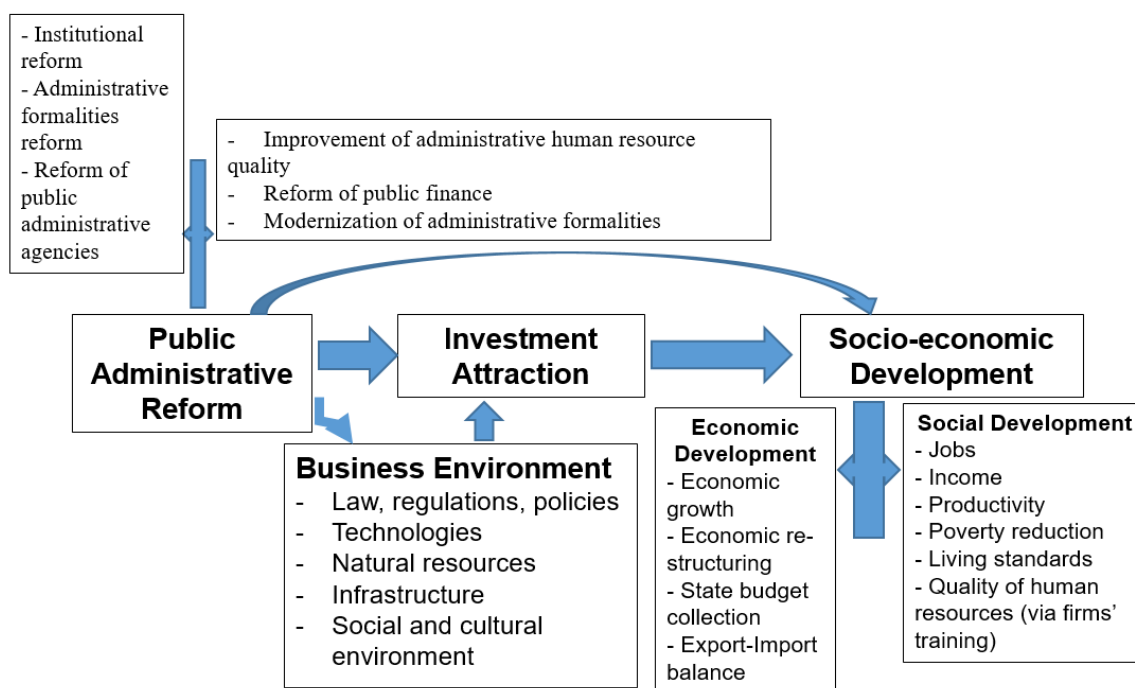 - Institutional
reform
- Administrative
formalities
reform
- Reform of
public
administrative
agencies
- Improvement of administrative human resource
quality
- Reform of public finance
- Modernization of administrative formalities
Public
Administrative
Reform
Investment
Attraction
Socio-economic
Development
Business Environment
- Law, regulations, policies
- Technologies
- Natural resources
- Infrastructure
- Social and cultural
environment
Economic
Development
- Economic
growth
- Economic re-
structuring
- State budget
collection
- Export-Import
balance
Social Development
- Jobs
- Income
- Productivity
- Poverty reduction
- Living standards
- Quality of human
resources (via firms’
training)